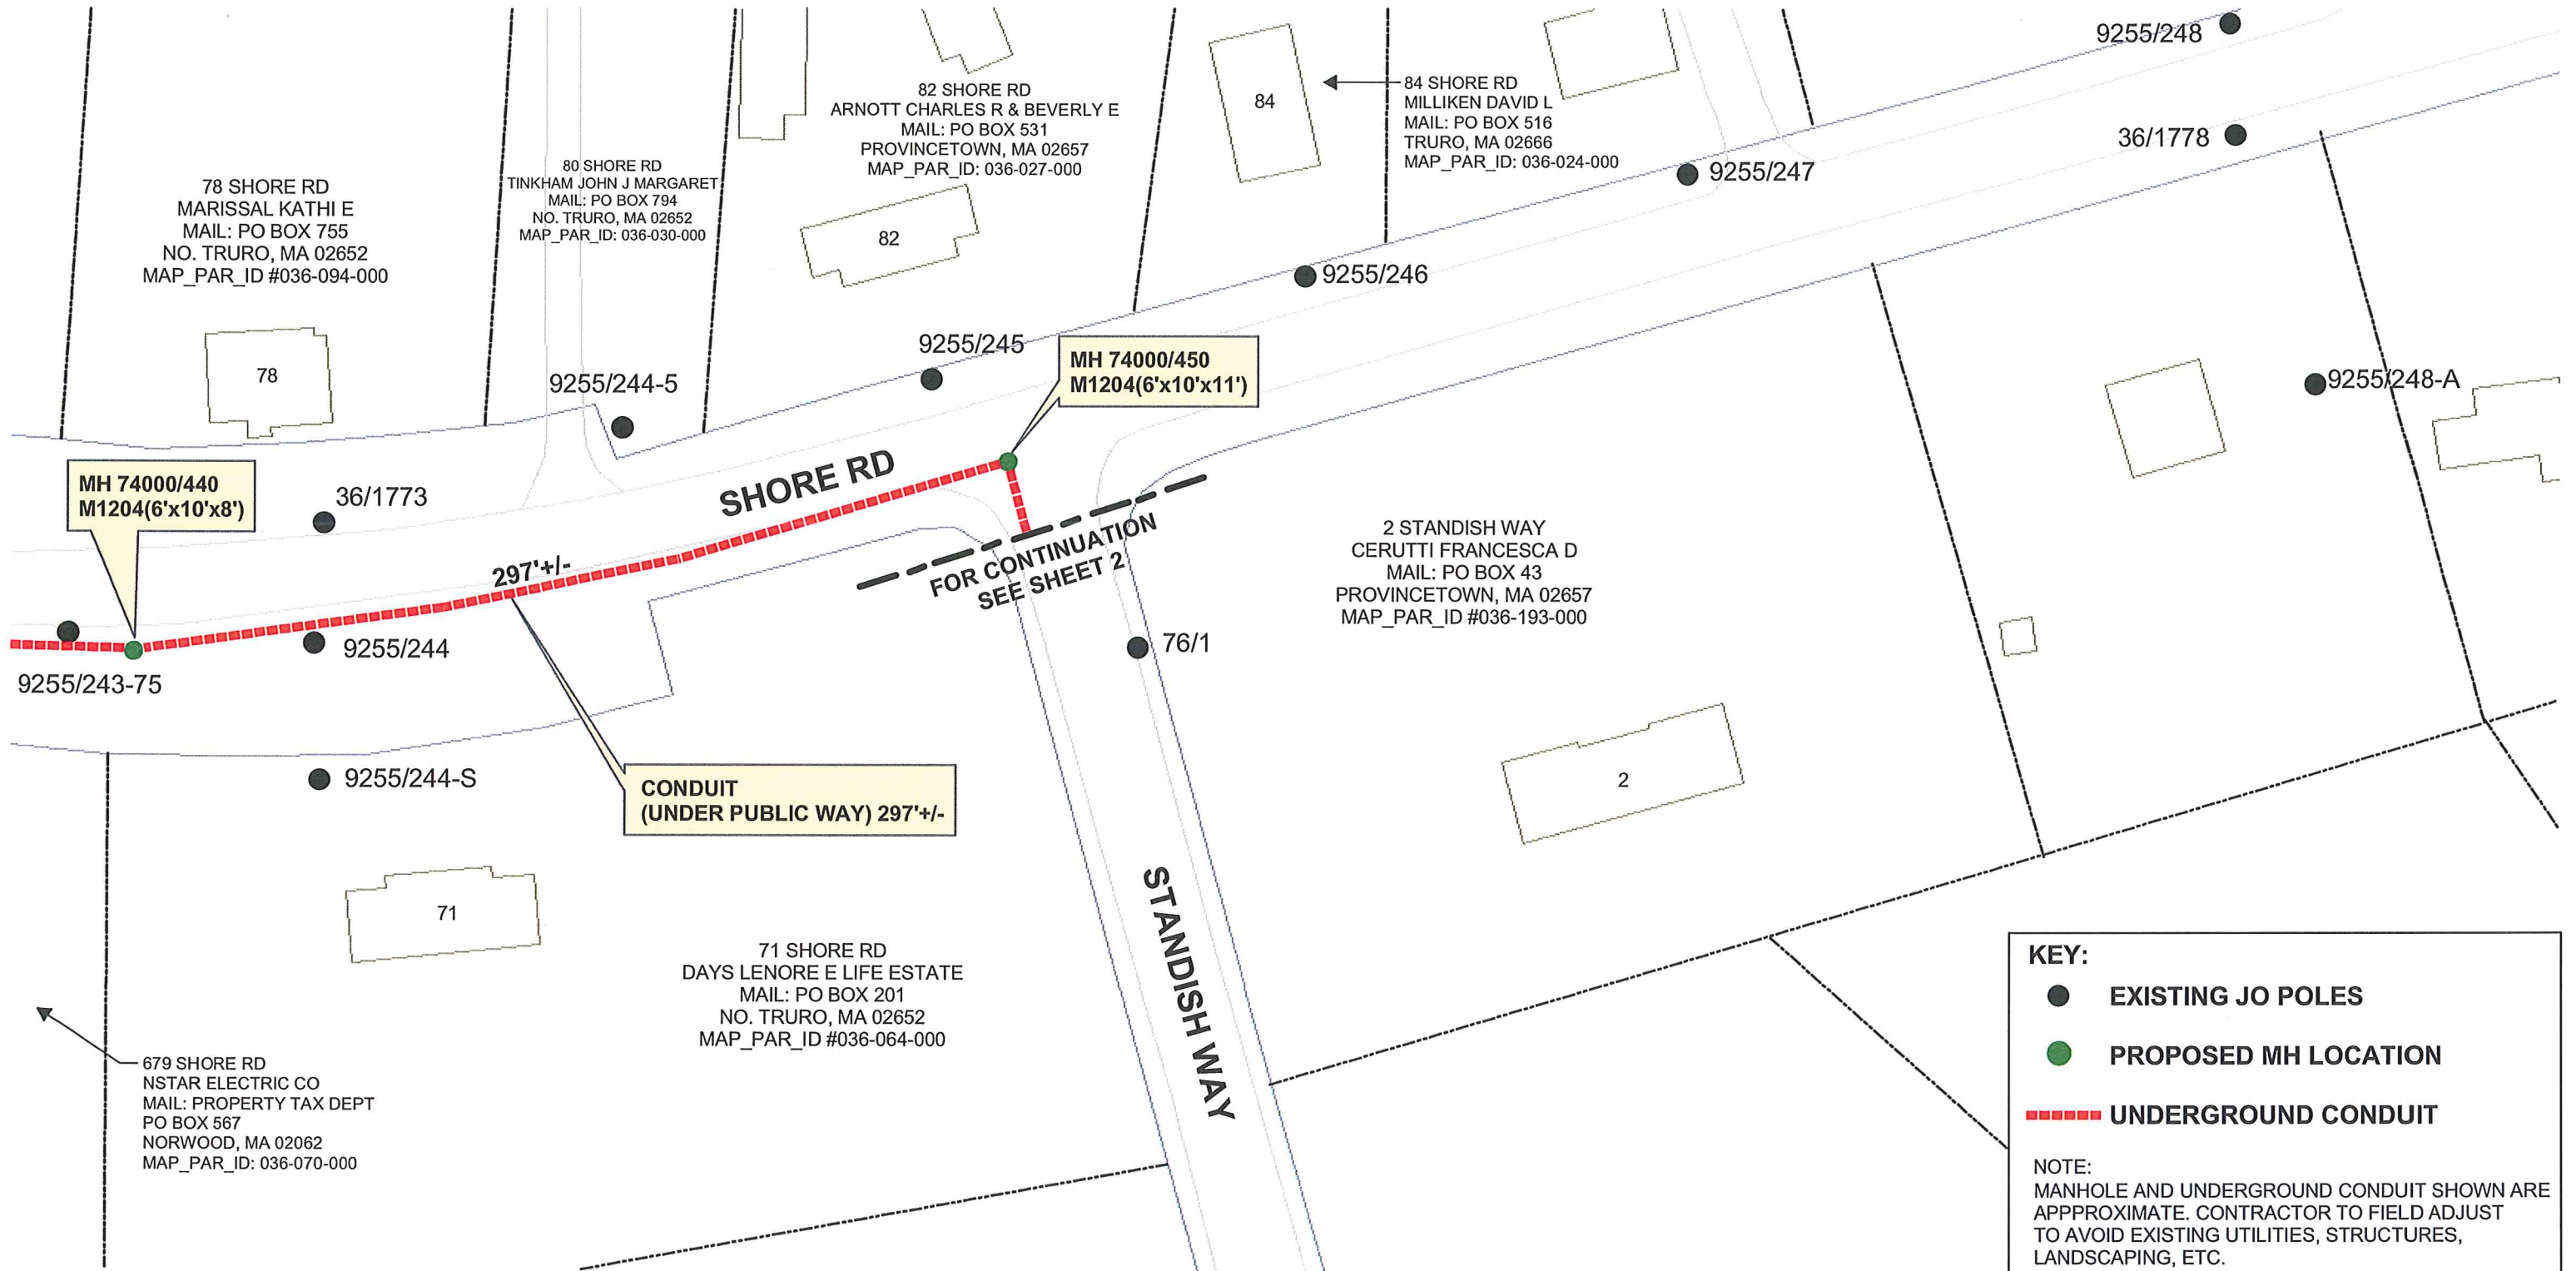 9255/248
84 SHORE RD
MILLIKEN DAVID L
MAIL: PO BOX 516
TRURO, MA 02666
MAP_PAR_ID: 036-024-000
84
82 SHORE RD
ARNOTT CHARLES R & BEVERLY E
MAIL: PO BOX 531
PROVINCETOWN, MA 02657
MAP_PAR_ID: 036-027-000
82
80 SHORE RD
TINKHAM JOHN J MARGARET
MAIL: PO BOX 794
NO. TRURO, MA 02652
MAP_PAR_ID: 036-030-000
78 SHORE RD
MARISSAL KATHI E
MAIL: PO BOX 755
NO. TRURO, MA 02652
MAP_PAR_ID #036-094-000
78
36/1778
9255/247
9255/246
9255/245
9255/244-5
9255/248-A
MH 74000/450
M1204(6'x10'x11')
MH 74000/440
M1204(6'x10'x8')
36/1773
SHORE RD
297'+/-
FOR CONTINUATION
SEE SHEET 2
2 STANDISH WAY
CERUTTI FRANCESCA D
MAIL: PO BOX 43
PROVINCETOWN, MA 02657
MAP_PAR_ID #036-193-000
76/1
9255/244
9255/243-75
9255/244-S
CONDUIT
(UNDER PUBLIC WAY) 297'+/-
2
71
71 SHORE RD
DAYS LENORE E LIFE ESTATE
MAIL: PO BOX 201
NO. TRURO, MA 02652
MAP_PAR_ID #036-064-000
STANDISH WAY
679 SHORE RD
NSTAR ELECTRIC CO
MAIL: PROPERTY TAX DEPT
PO BOX 567
NORWOOD, MA 02062
MAP_PAR_ID: 036-070-000
KEY:
EXISTING JO POLES
PROPOSED MH LOCATION
UNDERGROUND CONDUIT
NOTE:
MANHOLE AND UNDERGROUND CONDUIT SHOWN ARE
APPPROXIMATE. CONTRACTOR TO FIELD ADJUST
TO AVOID EXISTING UTILITIES, STRUCTURES,
LANDSCAPING, ETC.